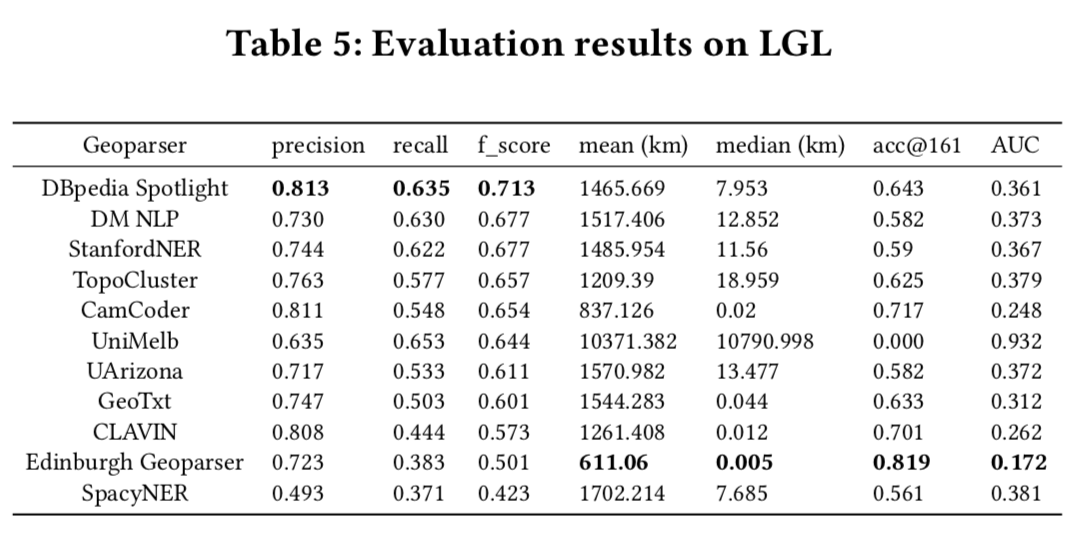 Table 5: Evaluation results on LGL
Geoparser precision recall f_score mean (km) median (km) acc@161 AUC
DBpedia Spotlight 0.813 0.635 0.713 1465.669 7.953 0.643 0.361
DM NLP 0.730 0.630 0.677 1517.406 12.852 0.582 0.373
StanfordNER 0.744 0.622 0.677 1485.954 11.56 0.59 0.367
TopoCluster 0.763 0.577 0.657 1209.39 18.959 0.625 0.379
CamCoder 0.811 0.548 0.654 837.126 0.02 0.717 0.248
UniMelb 0.635 0.653 0.644 10371.382 10790.998 0.000 0.932
UArizona 0.717 0.533 0.611 1570.982 13.477 0.582 0.372
GeoTxt 0.747 0.503 0.601 1544.283 0.044 0.633 0.312
CLAVIN 0.808 0.444 0.573 1261.408 0.012 0.701 0.262
Edinburgh Geoparser 0.723 0.383 0.501 611.06 0.005 0.819 0.172
SpacyNER 0.493 0.371 0.423 1702.214 7.685 0.561 0.381